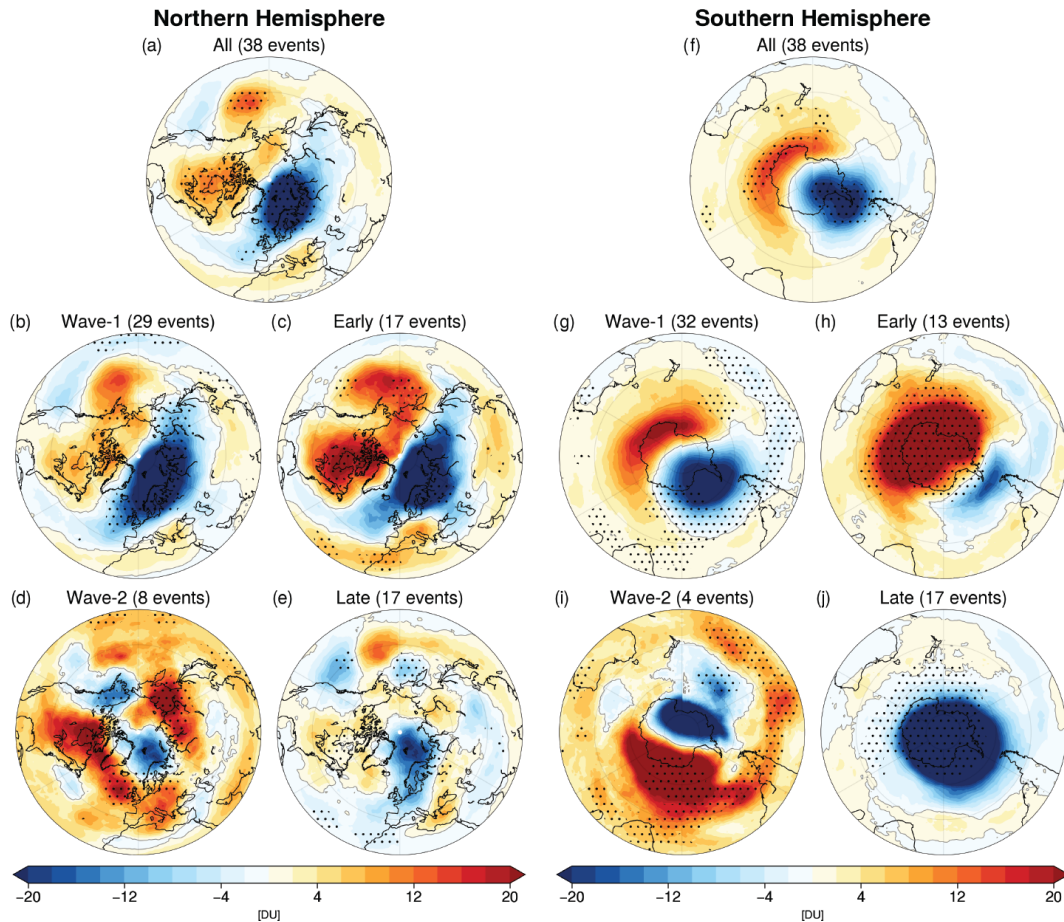 Northern Hemisphere
Southern Hemisphere
(a) All (38 events)
(f) All (38 events)
(b) Wave-1 (29 events)
(c) Early (17 events)
(g) Wave-1 (32 events)
(h) Early (13 events)
(d) Wave-2 (8 events)
(e) Late (17 events)
(i) Wave-2 (4 events)
(j) Late (17 events)
−20 −12 −4 4 12 20
[DU]
−20 −12 −4 4 12 20
[DU]